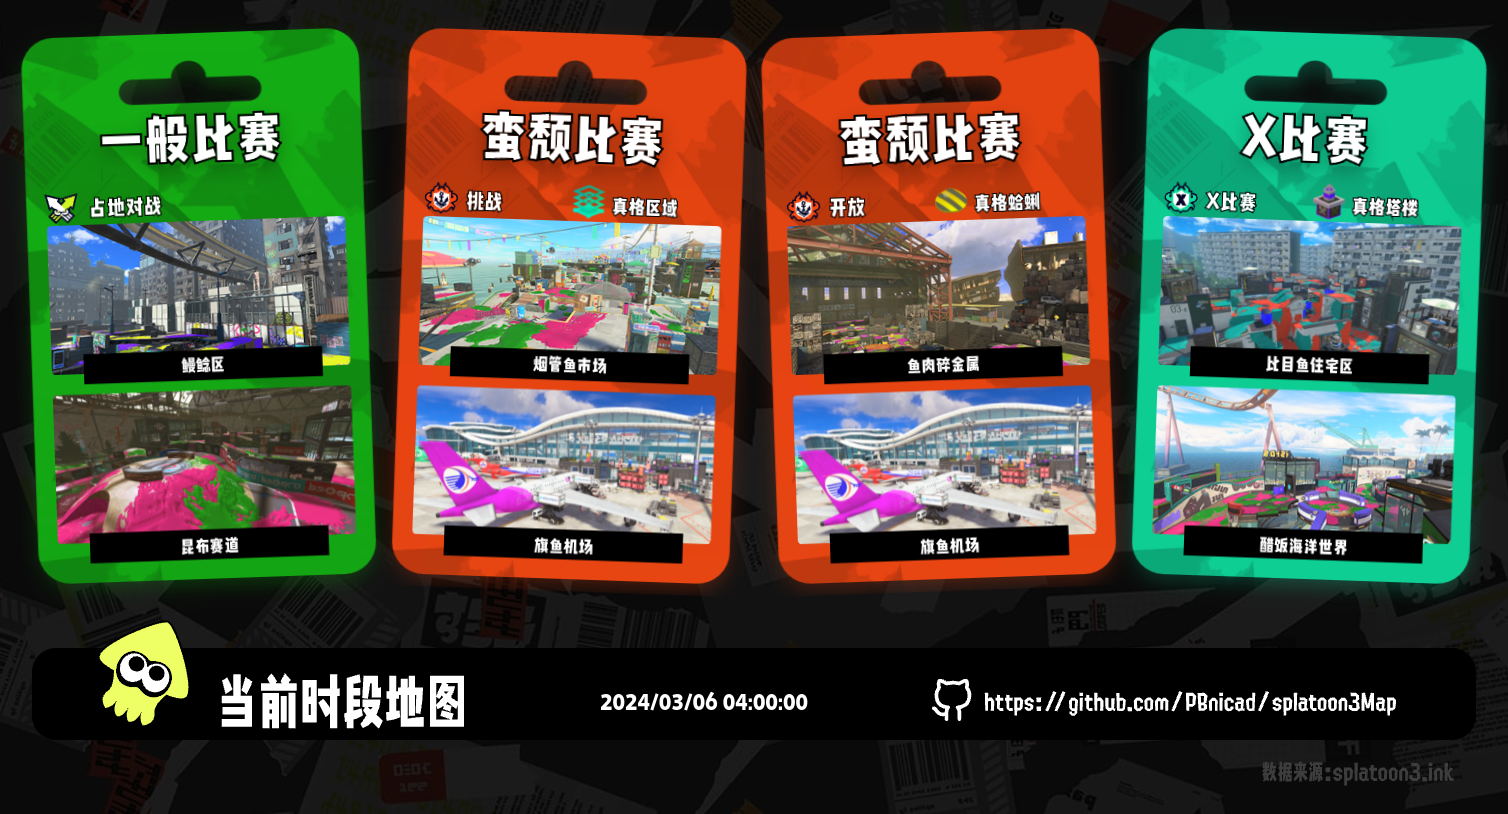 一般比赛
占地对战
鳗鲶区
昆布赛道
蛮颓比赛
挑战
真格区域
烟管鱼市场
旗鱼机场
蛮颓比赛
开放
真格蛤蜊
鱼肉碎金属
旗鱼机场
X比赛
X比赛
真格塔楼
比目鱼住宅区
醋饭海洋世界
当前时段地图
2024/03/06 04:00:00
https://github.com/PBnicad/splatoon3Map
数据来源:splatoon3.ink